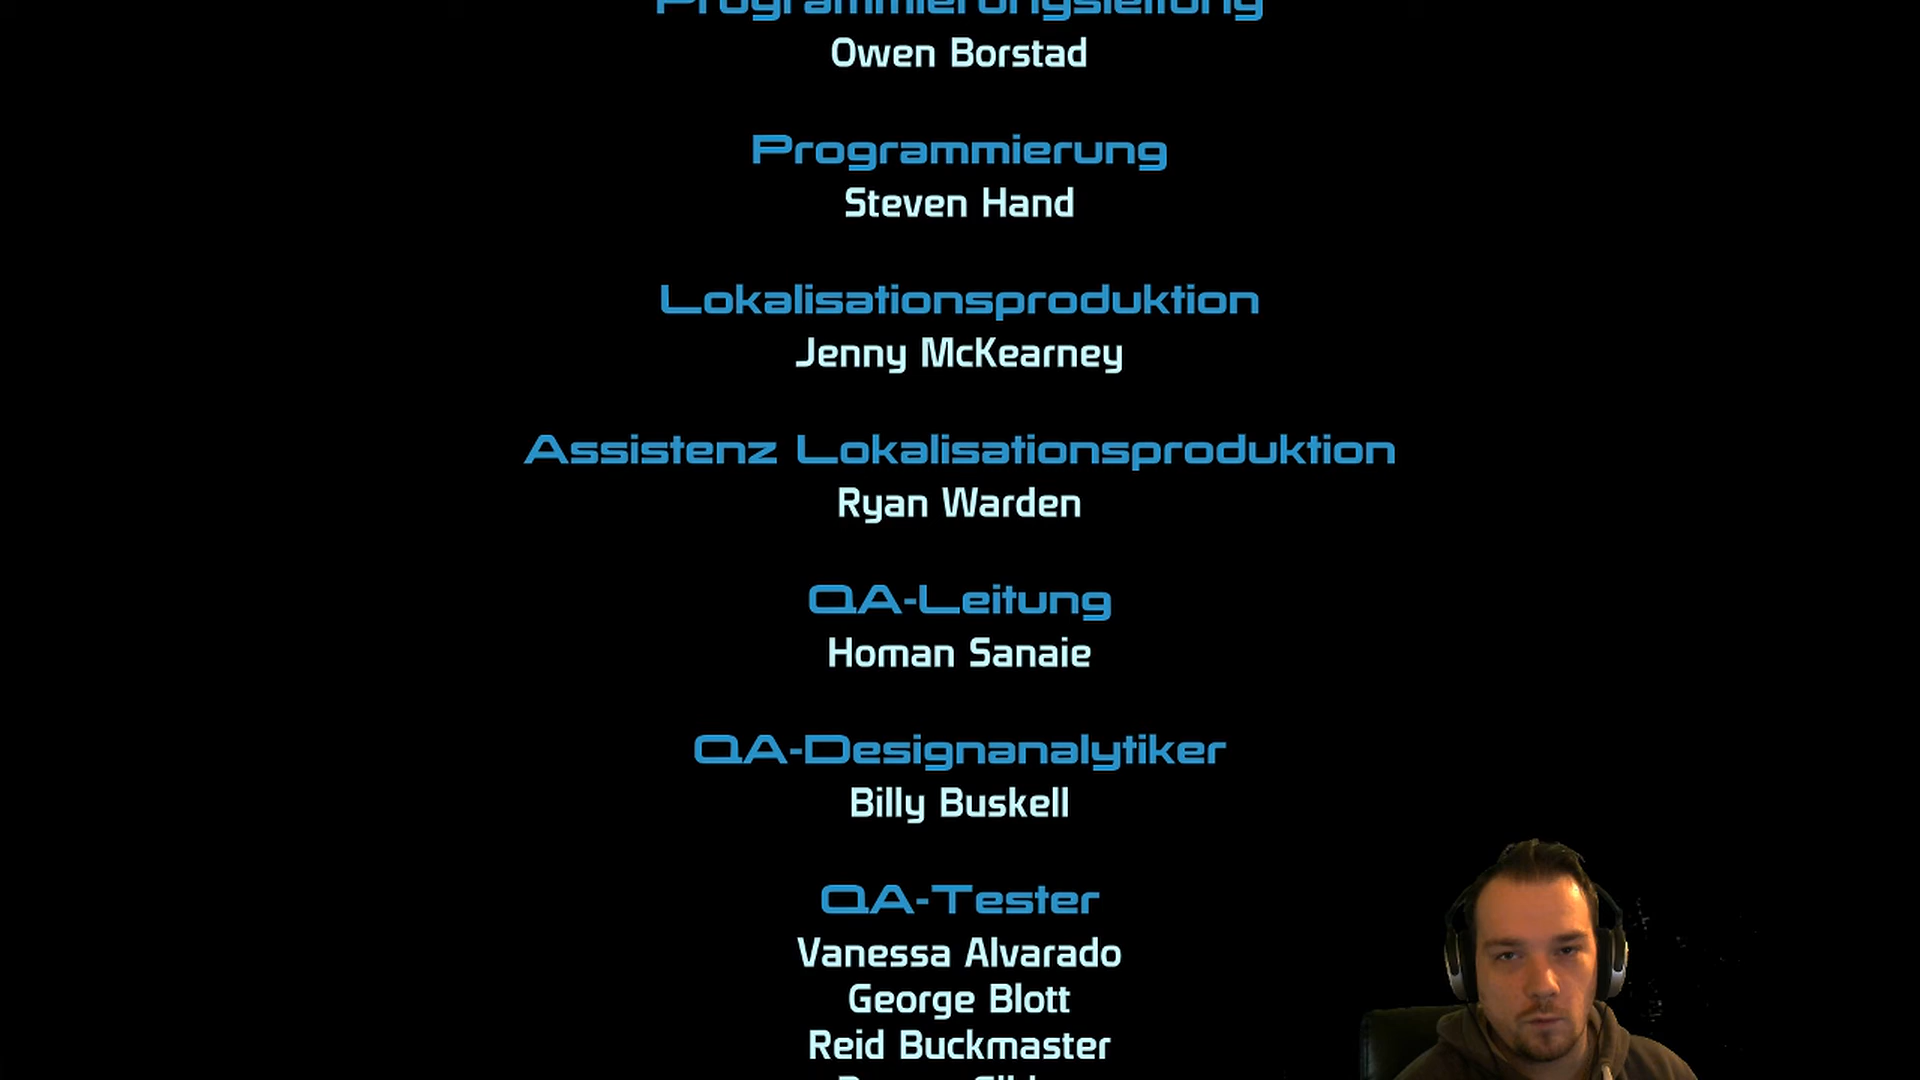 Programmierungsleitung
Owen Borstad
Programmierung
Steven Hand
Lokalisationsproduktion
Jenny McKearney
Assistenz Lokalisationsproduktion
Ryan Warden
QA-Leitung
Homan Sanaie
QA-Designanalytiker
Billy Buskell
QA-Tester
Vanessa Alvarado
George Blott
Reid Buckmaster